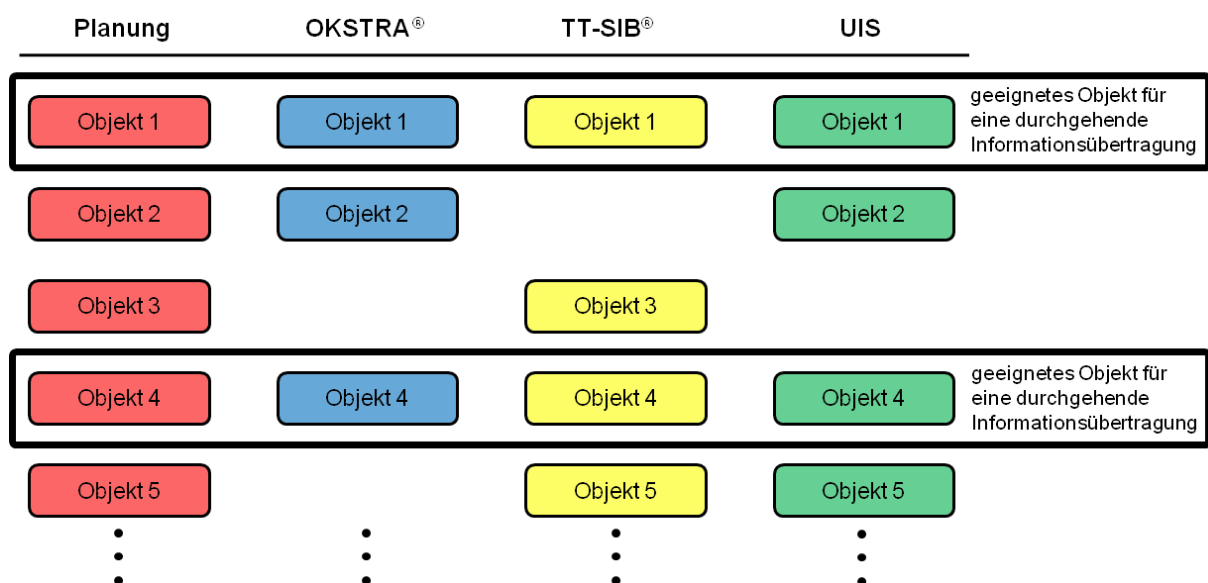 Planung OKSTRA® TT-SIB® UIS
Objekt 1 Objekt 1 Objekt 1 Objekt 1
geeignetes Objekt für
eine durchgehende
Informationsübertragung
Objekt 2 Objekt 2 Objekt 2
Objekt 3 Objekt 3
Objekt 4 Objekt 4 Objekt 4 Objekt 4
geeignetes Objekt für
eine durchgehende
Informationsübertragung
Objekt 5 Objekt 5 Objekt 5